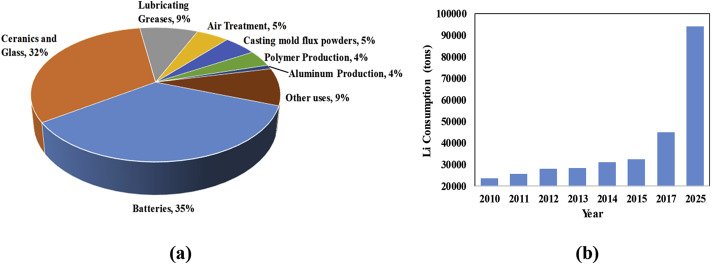 Lubricating
Greases, 9%
Air Treatment, 5%
Ceramics and
Glass, 32%
Casting mold flux powders, 5%
Polymer Production, 4%
Aluminum Production, 4%
Other uses, 9%
Batteries, 35%
(a)
Li Consumption (tons)
100000
90000
80000
70000
60000
50000
40000
30000
20000
2010 2011 2012 2013 2014 2015 2017 2025
Year
(b)